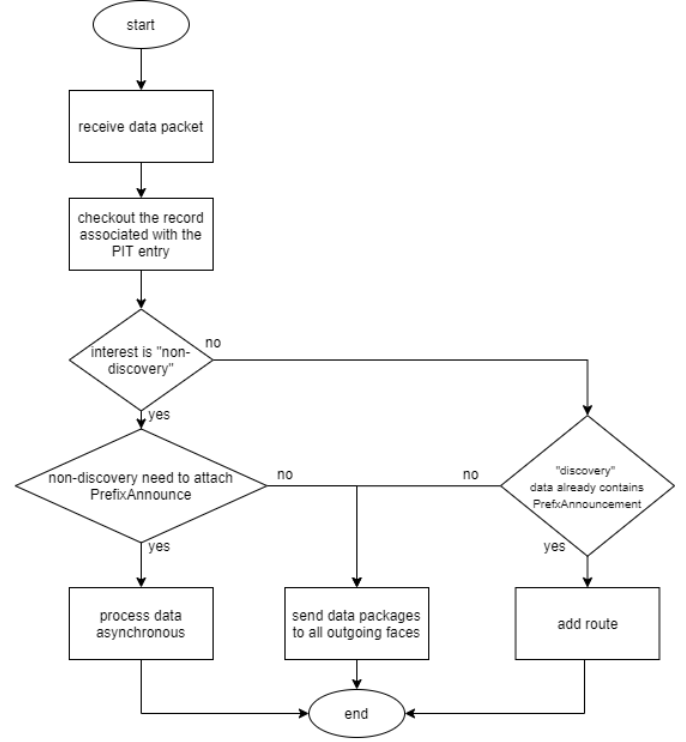 start
receive data packet
checkout the record
associated with the
PIT entry
interest is "non-
discovery"
no
yes
non-discovery need to attach
PrefixAnnounce
no
no
"discovery"
data already contains
PrefixAnnouncement
yes
yes
process data
asynchronous
send data packages
to all outgoing faces
add route
end